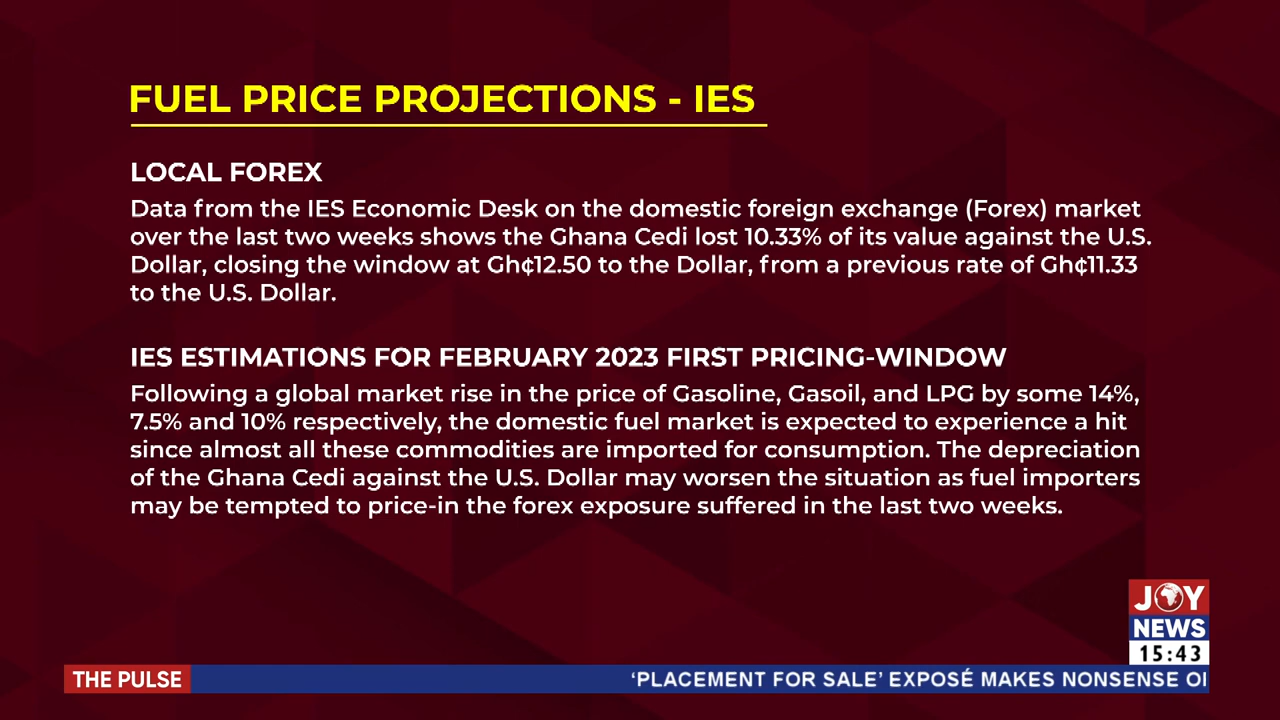 FUEL PRICE PROJECTIONS - IES
LOCAL FOREX
Data from the IES Economic Desk on the domestic foreign exchange (Forex) market
over the last two weeks shows the Ghana Cedi lost 10.33% of its value against the U.S.
Dollar, closing the window at Gh¢12.50 to the Dollar, from a previous rate of Gh¢11.33
to the U.S. Dollar.
IES ESTIMATIONS FOR FEBRUARY 2023 FIRST PRICING-WINDOW
Following a global market rise in the price of Gasoline, Gasoil, and LPG by some 14%,
7.5% and 10% respectively, the domestic fuel market is expected to experience a hit
since almost all these commodities are imported for consumption. The depreciation
of the Ghana Cedi against the U.S. Dollar may worsen the situation as fuel importers
may be tempted to price-in the forex exposure suffered in the last two weeks.
JOY
NEWS
15:43
THE PULSE
‘PLACEMENT FOR SALE’ EXPOSÉ MAKES NONSENSE